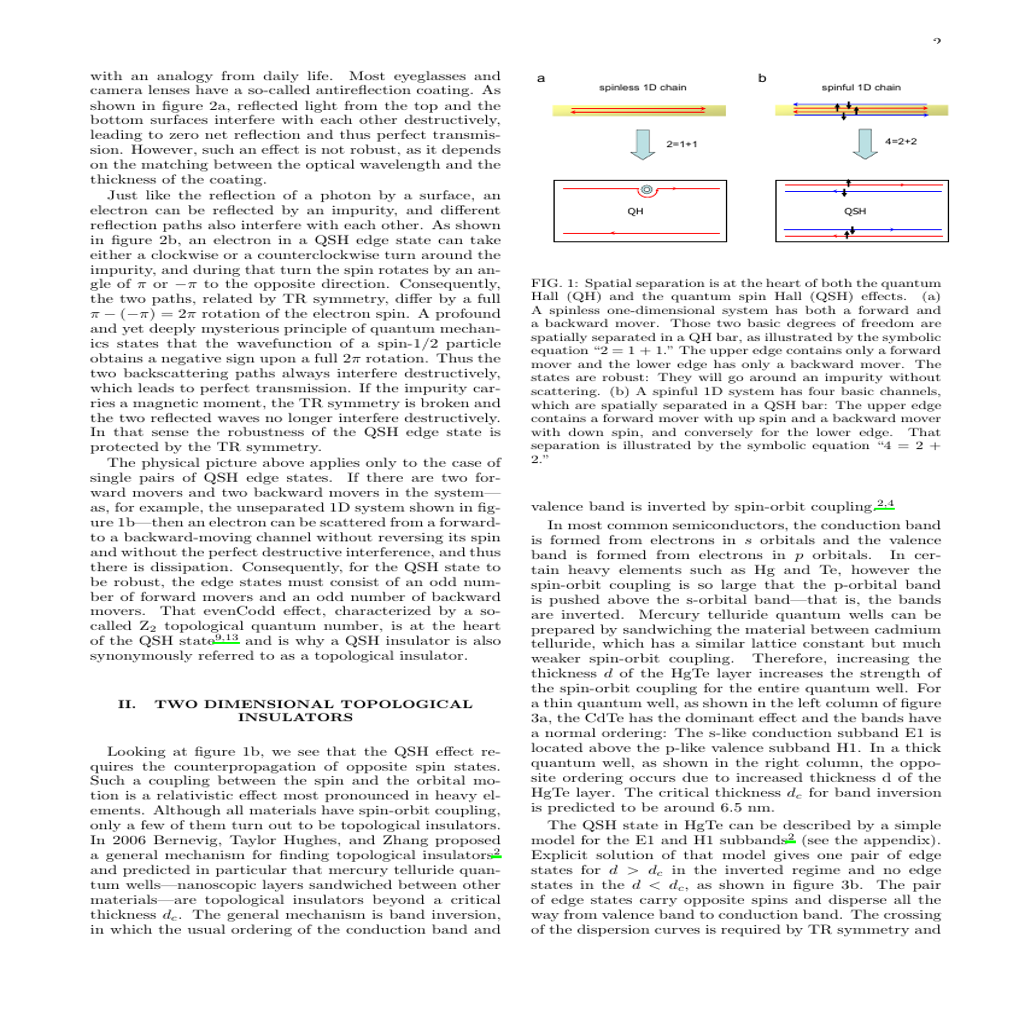 2
with an analogy from daily life. Most eyeglasses and
camera lenses have a so-called antireflection coating. As
shown in figure 2a, reflected light from the top and the
bottom surfaces interfere with each other destructively,
leading to zero net reflection and thus perfect transmis-
sion. However, such an effect is not robust, as it depends
on the matching between the optical wavelength and the
thickness of the coating.
Just like the reflection of a photon by a surface, an
electron can be reflected by an impurity, and different
reflection paths also interfere with each other. As shown
in figure 2b, an electron in a QSH edge state can take
either a clockwise or a counterclockwise turn around the
impurity, and during that turn the spin rotates by an an-
gle of π or −π to the opposite direction. Consequently,
the two paths, related by TR symmetry, differ by a full
π − (−π) = 2π rotation of the electron spin. A profound
and yet deeply mysterious principle of quantum mechan-
ics states that the wavefunction of a spin-1/2 particle
obtains a negative sign upon a full 2π rotation. Thus the
two backscattering paths always interfere destructively,
which leads to perfect transmission. If the impurity car-
ries a magnetic moment, the TR symmetry is broken and
the two reflected waves no longer interfere destructively.
In that sense the robustness of the QSH edge state is
protected by the TR symmetry.
The physical picture above applies only to the case of
single pairs of QSH edge states. If there are two for-
ward movers and two backward movers in the system—
as, for example, the unseparated 1D system shown in fig-
ure 1b—then an electron can be scattered from a forward-
to a backward-moving channel without reversing its spin
and without the perfect destructive interference, and thus
there is dissipation. Consequently, for the QSH state to
be robust, the edge states must consist of an odd num-
ber of forward movers and an odd number of backward
movers. That evenCodd effect, characterized by a so-
called Z2 topological quantum number, is at the heart
of the QSH state9,13 and is why a QSH insulator is also
synonymously referred to as a topological insulator.
II. TWO DIMENSIONAL TOPOLOGICAL
INSULATORS
Looking at figure 1b, we see that the QSH effect re-
quires the counterpropagation of opposite spin states.
Such a coupling between the spin and the orbital mo-
tion is a relativistic effect most pronounced in heavy el-
ements. Although all materials have spin-orbit coupling,
only a few of them turn out to be topological insulators.
In 2006 Bernevig, Taylor Hughes, and Zhang proposed
a general mechanism for finding topological insulators2
and predicted in particular that mercury telluride quan-
tum wells—nanoscopic layers sandwiched between other
materials—are topological insulators beyond a critical
thickness dc. The general mechanism is band inversion,
in which the usual ordering of the conduction band and
a
spinless 1D chain
2=1+1
QH
b
spinful 1D chain
4=2+2
QSH
FIG. 1: Spatial separation is at the heart of both the quantum
Hall (QH) and the quantum spin Hall (QSH) effects. (a)
A spinless one-dimensional system has both a forward and
a backward mover. Those two basic degrees of freedom are
spatially separated in a QH bar, as illustrated by the symbolic
equation “2 = 1 + 1.” The upper edge contains only a forward
mover and the lower edge has only a backward mover. The
states are robust: They will go around an impurity without
scattering. (b) A spinful 1D system has four basic channels,
which are spatially separated in a QSH bar: The upper edge
contains a forward mover with up spin and a backward mover
with down spin, and conversely for the lower edge. That
separation is illustrated by the symbolic equation “4 = 2 +
2.”
valence band is inverted by spin-orbit coupling.2,4
In most common semiconductors, the conduction band
is formed from electrons in s orbitals and the valence
band is formed from electrons in p orbitals. In cer-
tain heavy elements such as Hg and Te, however the
spin-orbit coupling is so large that the p-orbital band
is pushed above the s-orbital band—that is, the bands
are inverted. Mercury telluride quantum wells can be
prepared by sandwiching the material between cadmium
telluride, which has a similar lattice constant but much
weaker spin-orbit coupling. Therefore, increasing the
thickness d of the HgTe layer increases the strength of
the spin-orbit coupling for the entire quantum well. For
a thin quantum well, as shown in the left column of figure
3a, the CdTe has the dominant effect and the bands have
a normal ordering: The s-like conduction subband E1 is
located above the p-like valence subband H1. In a thick
quantum well, as shown in the right column, the oppo-
site ordering occurs due to increased thickness d of the
HgTe layer. The critical thickness dc for band inversion
is predicted to be around 6.5 nm.
The QSH state in HgTe can be described by a simple
model for the E1 and H1 subbands2 (see the appendix).
Explicit solution of that model gives one pair of edge
states for d > dc in the inverted regime and no edge
states in the d < dc, as shown in figure 3b. The pair
of edge states carry opposite spins and disperse all the
way from valence band to conduction band. The crossing
of the dispersion curves is required by TR symmetry and